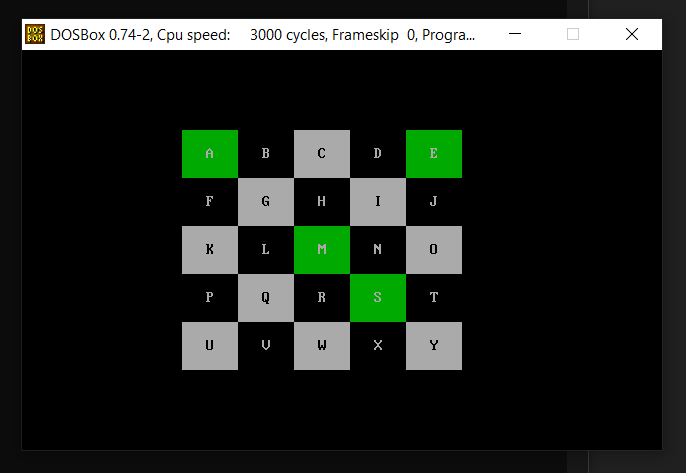 DOS
BOX
DOSBox 0.74-2, Cpu speed: 3000 cycles, Frameskip 0, Progra...
A B C D E
F G H I J
K L M N O
P Q R S T
U V W X Y